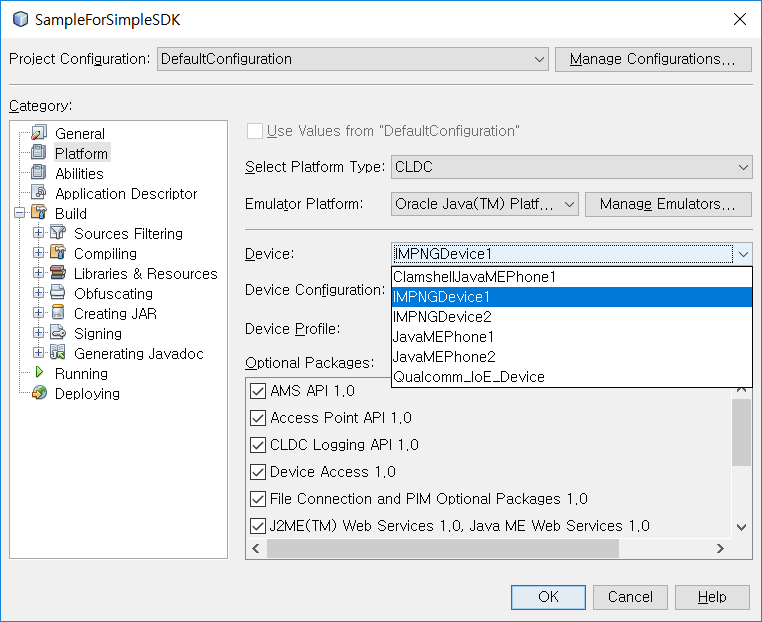 SampleForSimpleSDK
Project Configuration: DefaultConfiguration Manage Configurations...
Category:
General
Platform
Abilities
Application Descriptor
Build
Sources Filtering
Compiling
Libraries & Resources
Obfuscating
Creating JAR
Signing
Generating Javadoc
Running
Deploying
Use Values from "DefaultConfiguration"
Select Platform Type: CLDC
Emulator Platform: Oracle Java(TM) Platf... Manage Emulators...
Device: IMPNGDevice1
ClamshellJavaMEPhone1
Device Configuration: IMPNGDevice1
IMPNGDevice2
Device Profile: JavaMEPhone1
JavaMEPhone2
Optional Packages: Qualcomm_IoE_Device
AMS API 1.0
Access Point API 1.0
CLDC Logging API 1.0
Device Access 1.0
File Connection and PIM Optional Packages 1.0
J2ME(TM) Web Services 1.0, Java ME Web Services 1.0
OK Cancel Help